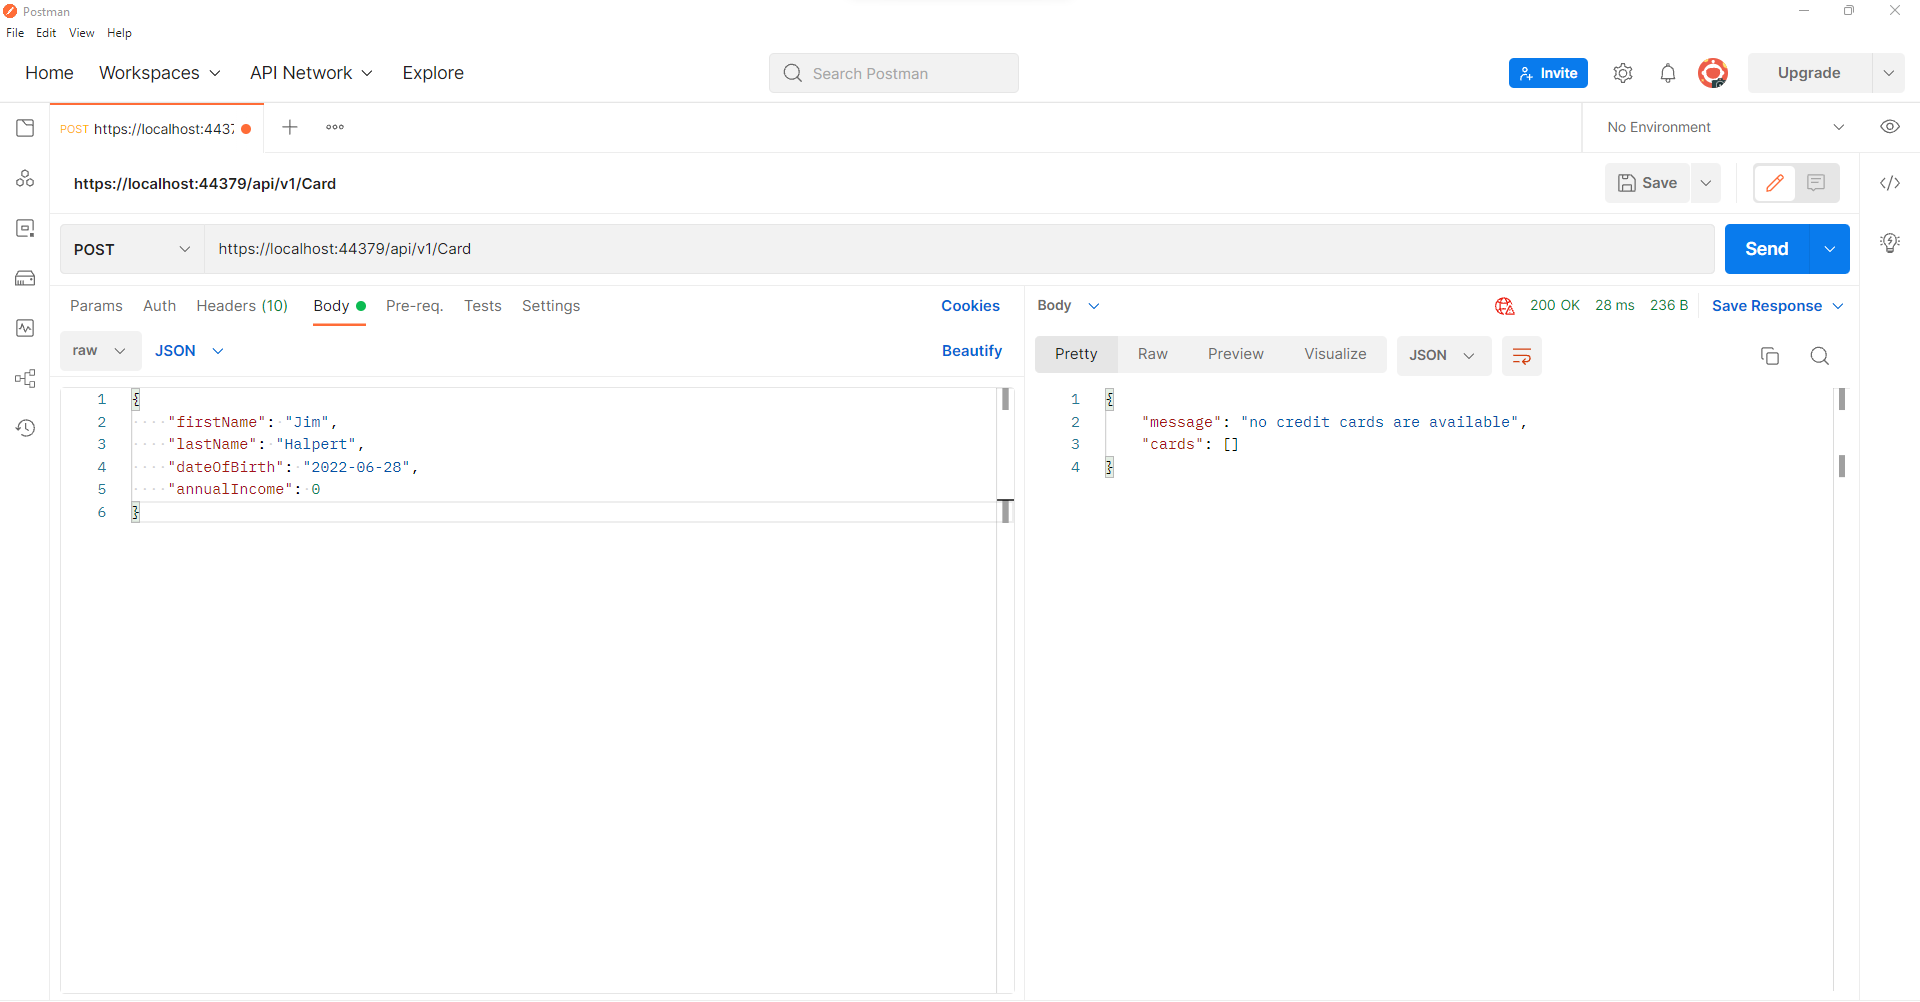 Postman
File Edit View Help
Home Workspaces API Network Explore
Search Postman
Invite
Upgrade
POST https://localhost:4437
No Environment
https://localhost:44379/api/v1/Card
Save
POST
https://localhost:44379/api/v1/Card
Send
Params Auth Headers (10) Body Pre-req. Tests Settings
Cookies
raw JSON
Beautify
1 {
2 "firstName": "Jim",
3 "lastName": "Halpert",
4 "dateOfBirth": "2022-06-28",
5 "annualIncome": 0
6 }
Body
200 OK 28 ms 236 B
Save Response
Pretty Raw Preview Visualize
JSON
1 {
2 "message": "no credit cards are available",
3 "cards": []
4 }